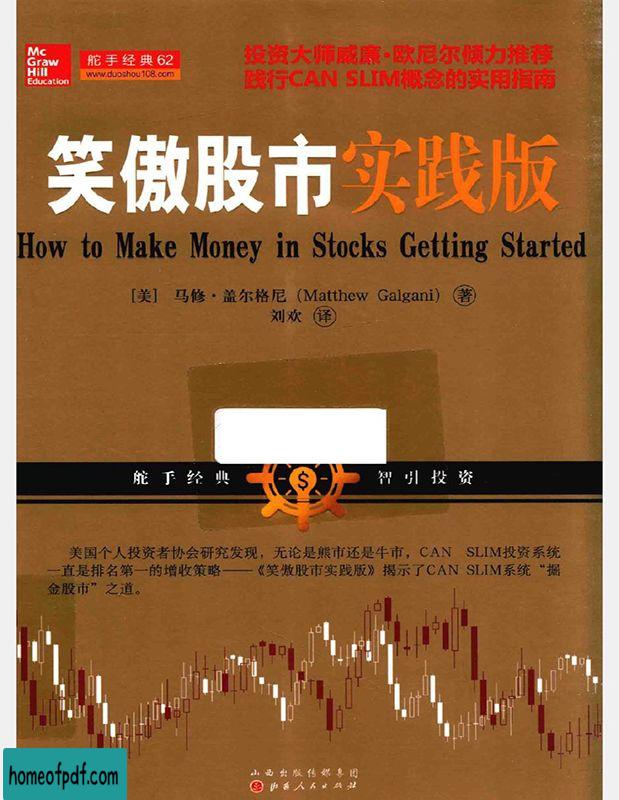 Mc
Graw
Hill
Education
舵手经典62
www.duoshou108.com
投资大师威廉·欧尼尔倾力推荐
践行CAN SLIM概念的实用指南
笑傲股市实践版
How to Make Money in Stocks Getting Started
[美] 马修·盖尔格尼 (Matthew Galgani) 著
刘欢 译
舵手经典 $ 智引投资
美国个人投资者协会研究发现，无论是熊市还是牛市，CAN SLIM投资系统
一直是排名第一的增收策略——《笑傲股市实践版》揭示了CAN SLIM系统“掘
金股市”之道。
山西出版传媒集团
山西人民出版社
homeofpdf.com